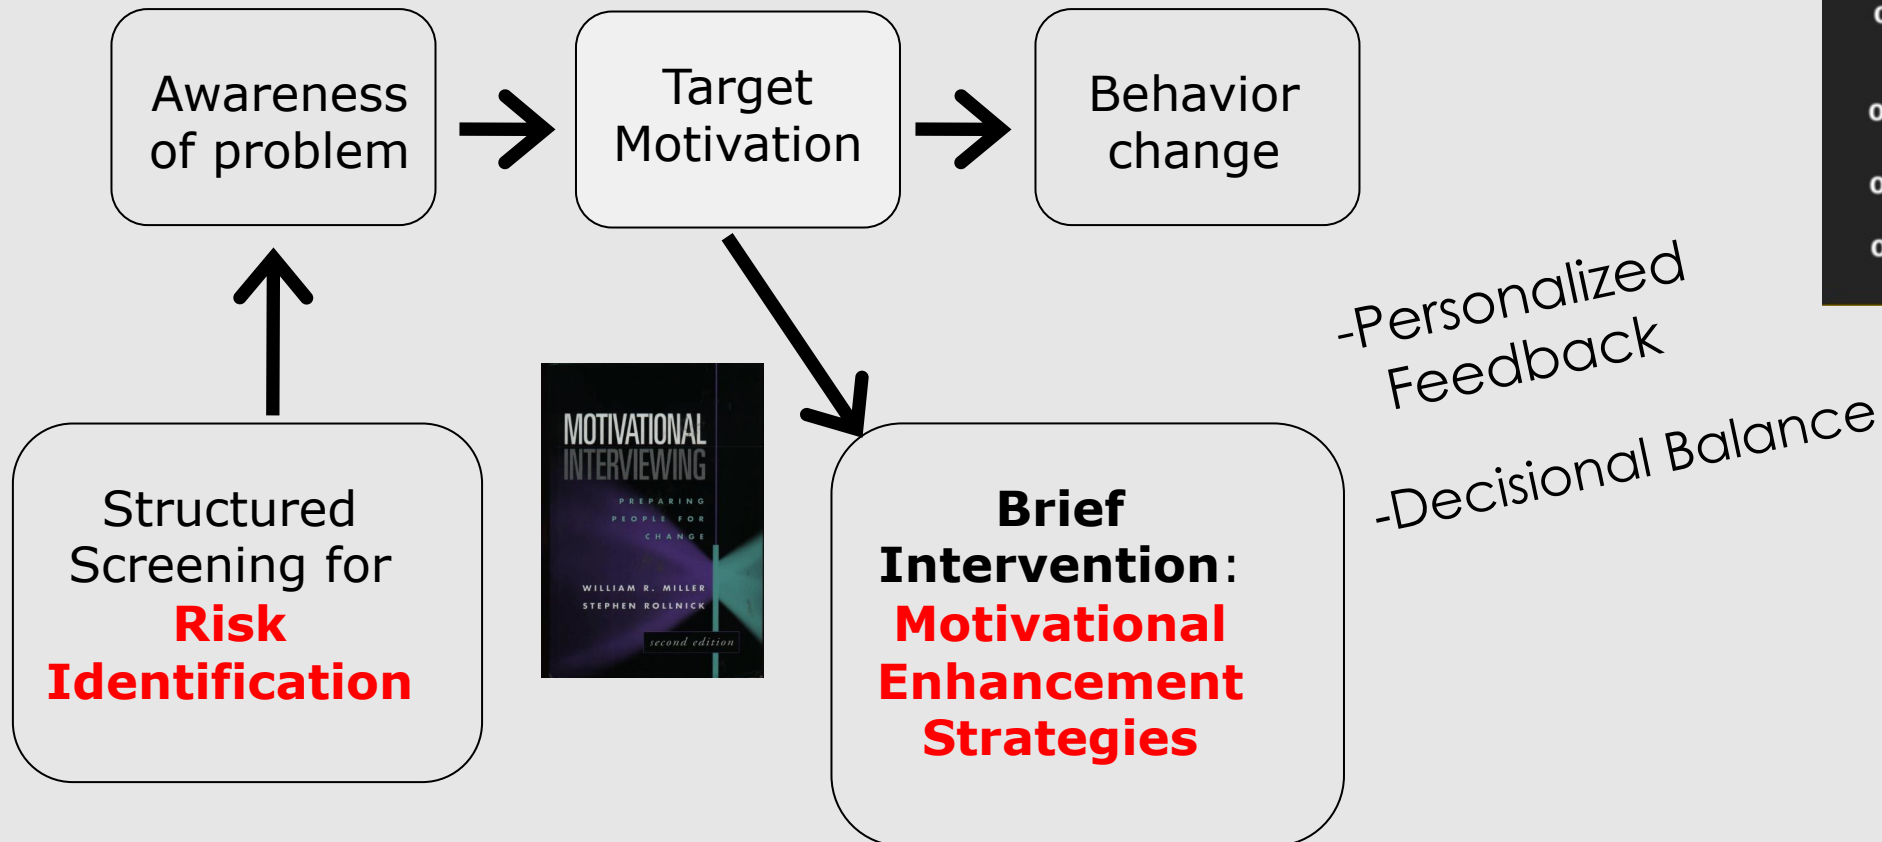 Awareness
of problem
Target
Motivation
Behavior
change
-Personalized
Feedback
-Decisional Balance
Structured
Screening for
Risk
Identification
MOTIVATIONAL
INTERVIEWING
PREPARING
PEOPLE FOR
CHANGE
WILLIAM R. MILLER
STEPHEN ROLLNICK
second edition
Brief
Intervention:
Motivational
Enhancement
Strategies